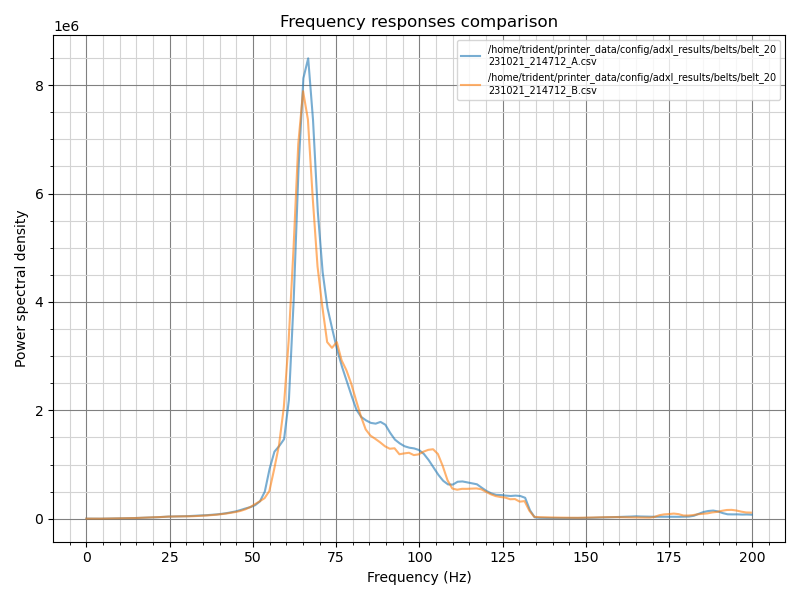 Frequency responses comparison
1e6
/home/trident/printer_data/config/adxl_results/belts/belt_20
231021_214712_A.csv
/home/trident/printer_data/config/adxl_results/belts/belt_20
231021_214712_B.csv
8
6
4
2
0
Power spectral density
0 25 50 75 100 125 150 175 200
Frequency (Hz)